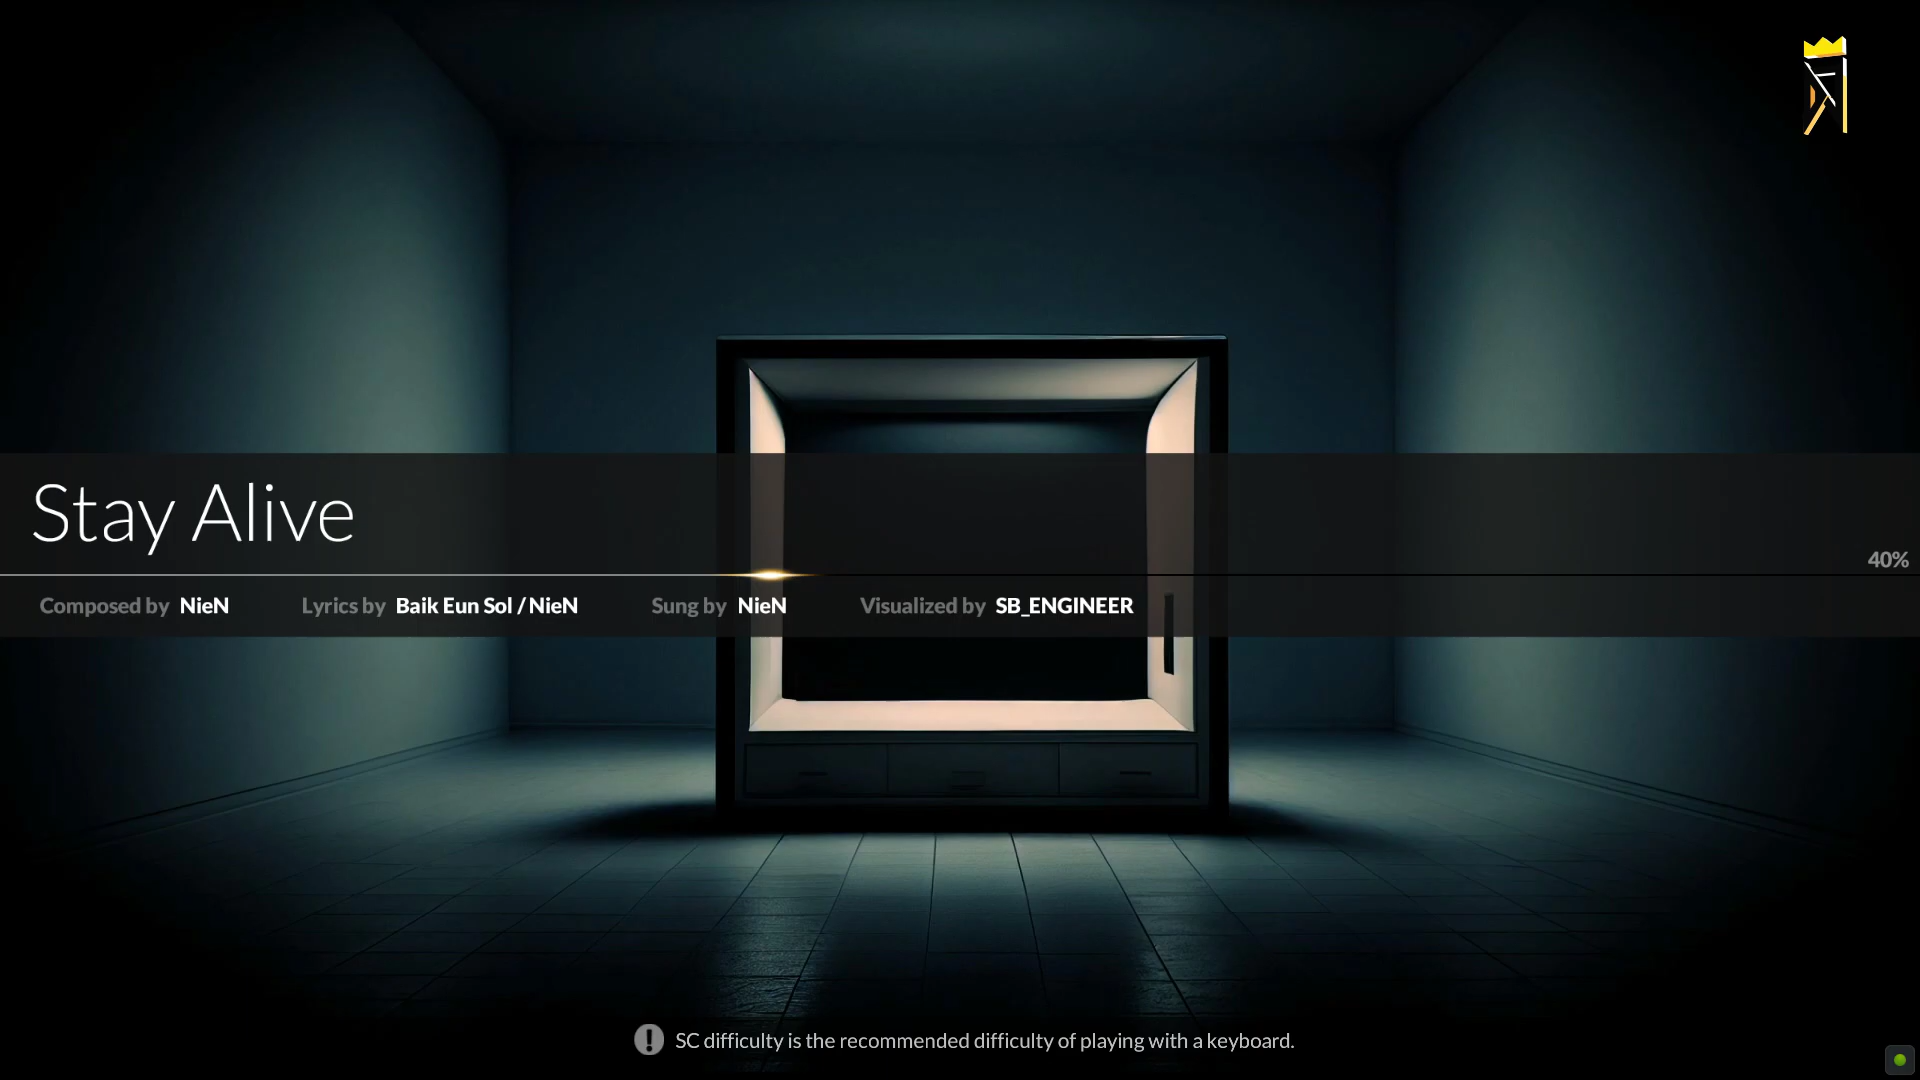 Stay Alive
40%
Composed by NieN Lyrics by Baik Eun Sol / NieN Sung by NieN Visualized by SB_ENGINEER
SC difficulty is the recommended difficulty of playing with a keyboard.